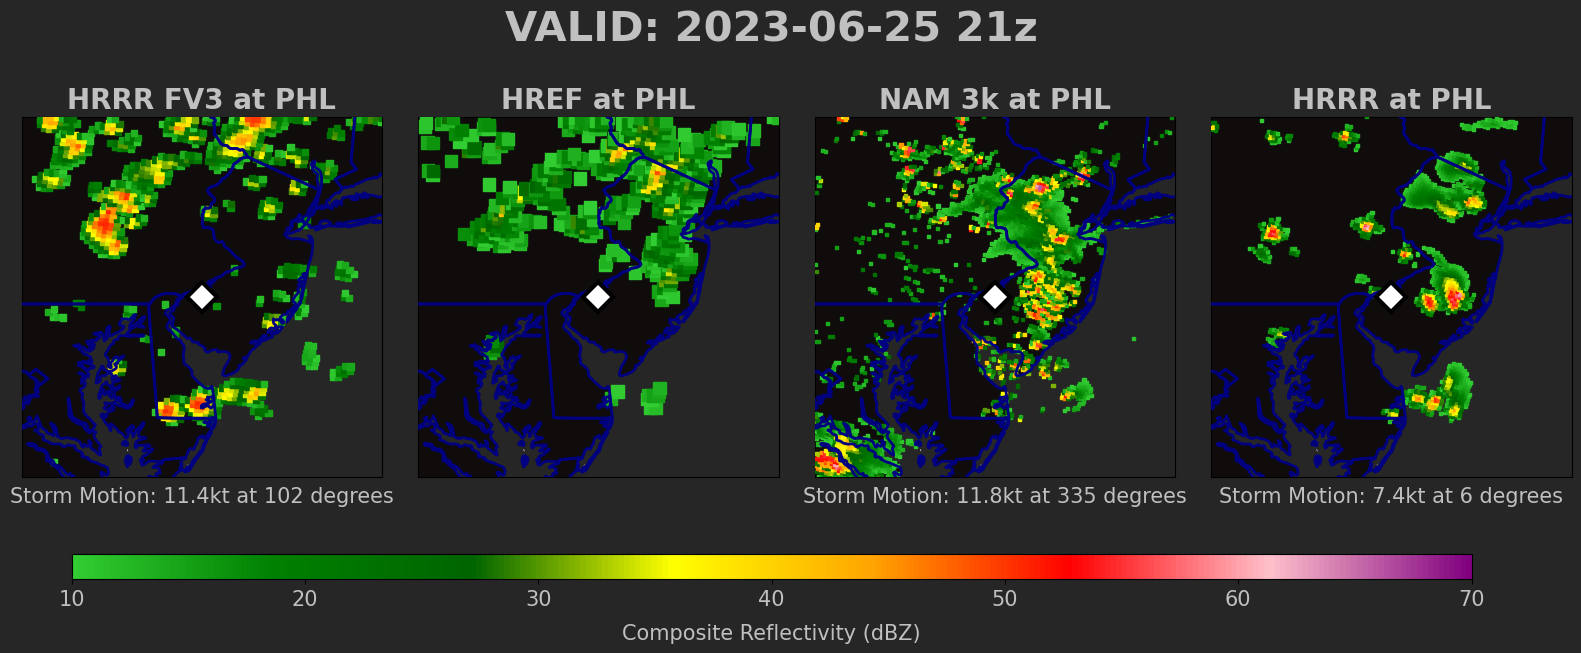 VALID: 2023-06-25 21z
HRRR FV3 at PHL
HREF at PHL
NAM 3k at PHL
HRRR at PHL
Storm Motion: 11.4kt at 102 degrees
Storm Motion: 11.8kt at 335 degrees
Storm Motion: 7.4kt at 6 degrees
10 20 30 40 50 60 70
Composite Reflectivity (dBZ)